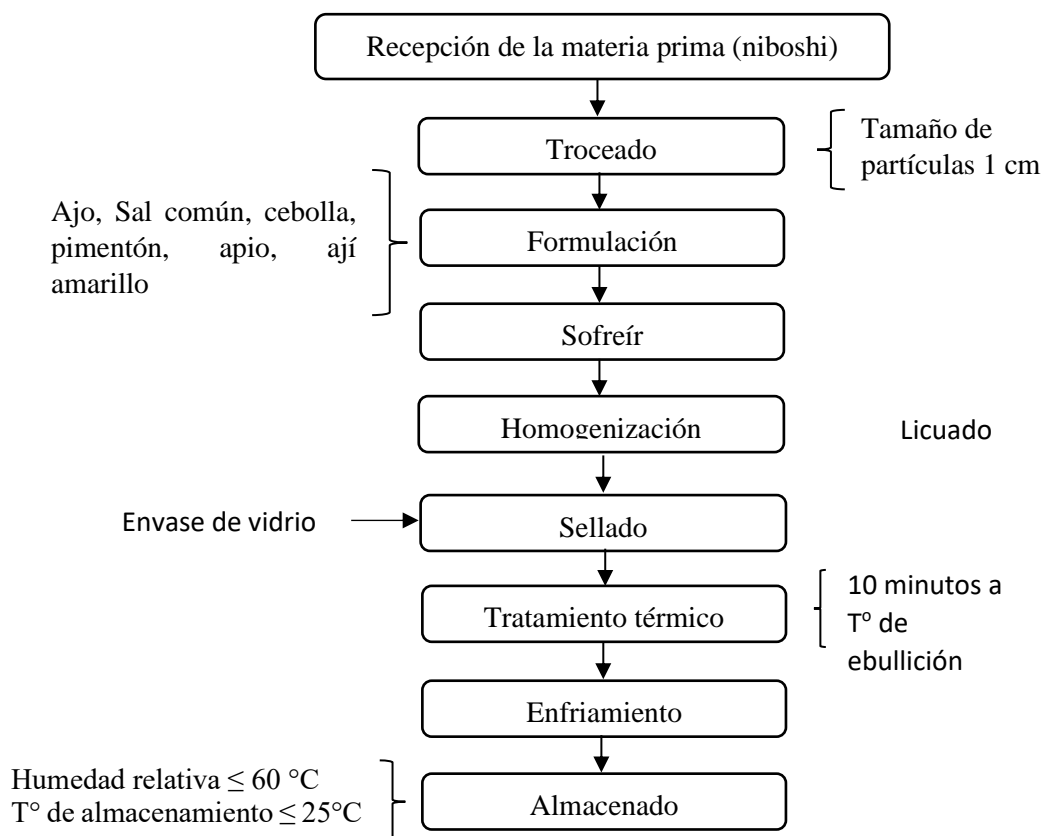 Recepción de la materia prima (niboshi)
Troceado
Tamaño de
partículas 1 cm
Ajo, Sal común, cebolla,
pimentón, apio, ají
amarillo
Formulación
Sofreír
Homogenización
Licuado
Envase de vidrio
Sellado
Tratamiento térmico
10 minutos a
Tº de
ebullición
Enfriamiento
Humedad relativa ≤ 60 °C
T° de almacenamiento ≤ 25°C
Almacenado